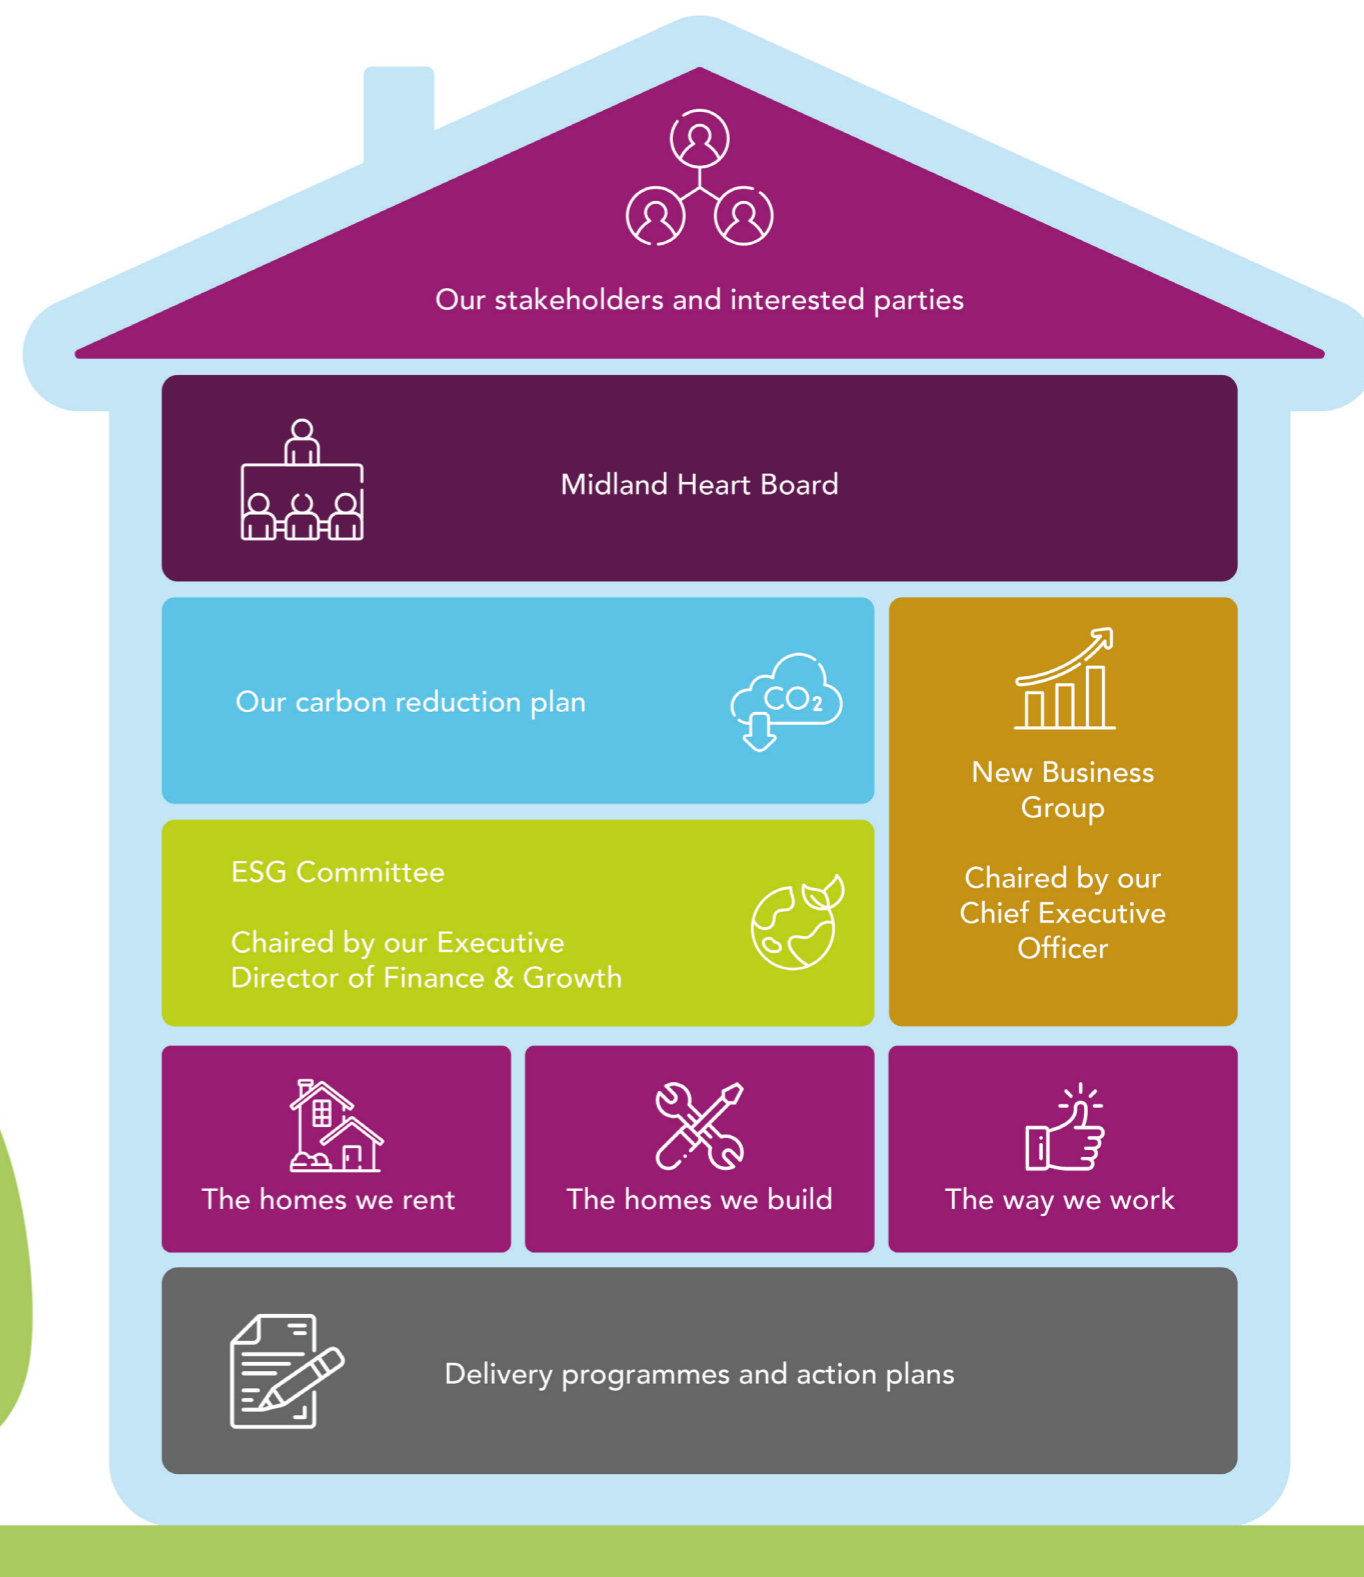 Our stakeholders and interested parties
Midland Heart Board
Our carbon reduction plan
CO₂
New Business
Group
Chaired by our
Chief Executive
Officer
ESG Committee
Chaired by our Executive
Director of Finance & Growth
The homes we rent
The homes we build
The way we work
Delivery programmes and action plans